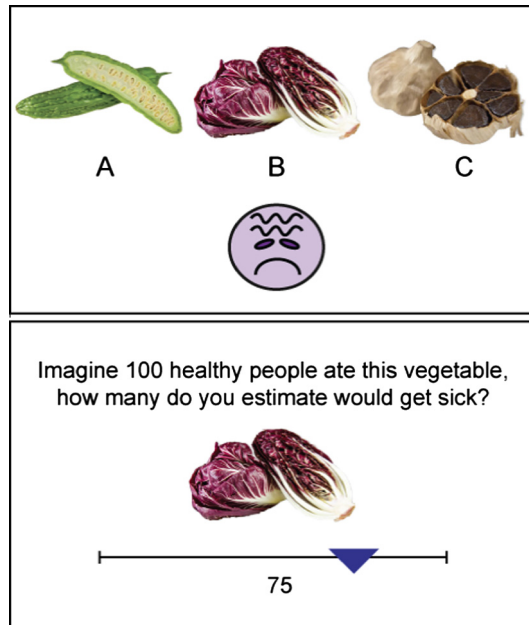 A B C
Imagine 100 healthy people ate this vegetable,
how many do you estimate would get sick?
75